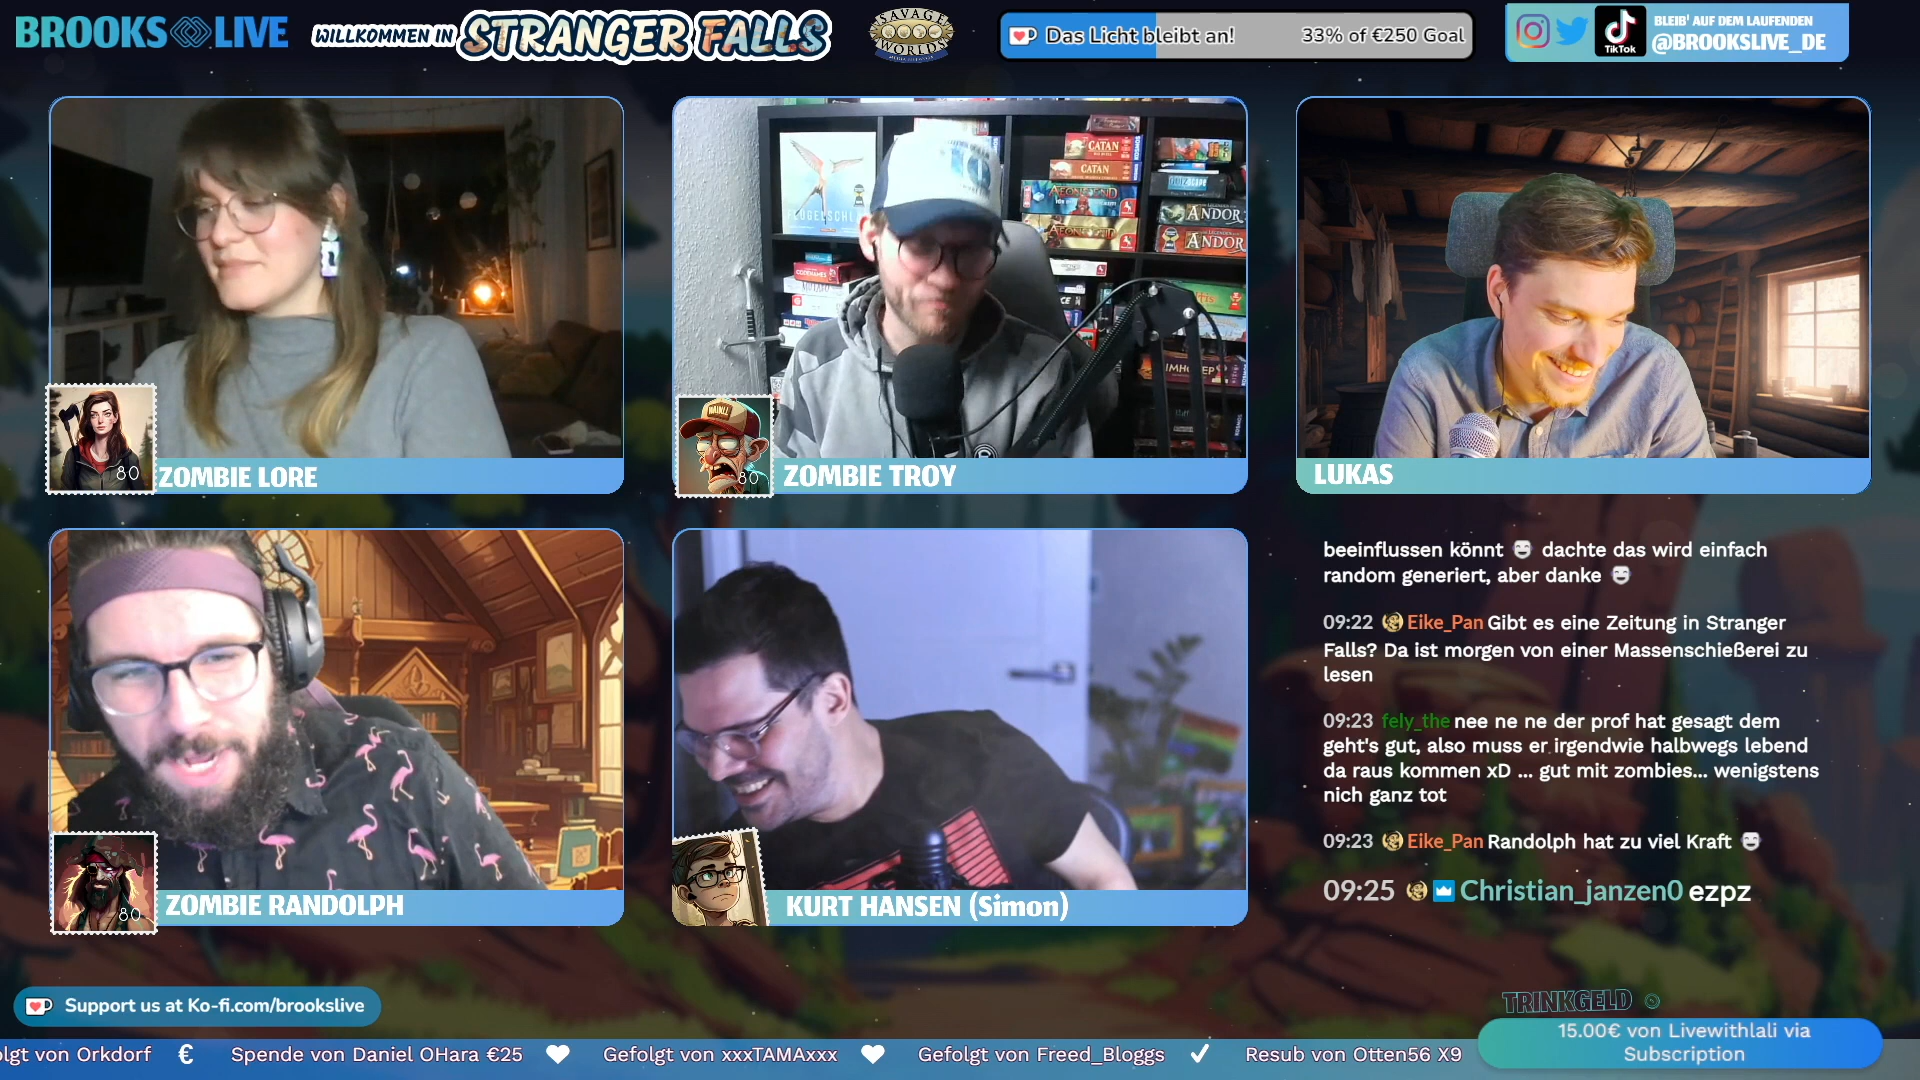 BROOKS LIVE
WILLKOMMEN IN STRANGER FALLS
SAVAGE WORLDS
Das Licht bleibt an! 33% of €250 Goal
TikTok
BLEIB' AUF DEM LAUFENDEN
@BROOKSLIVE_DE
CATAN
CATAN
ANDOR
ANDOR
80
ZOMBIE LORE
80
ZOMBIE TROY
LUKAS
80
ZOMBIE RANDOLPH
KURT HANSEN (Simon)
beeinflussen könnt dachte das wird einfach
random generiert, aber danke
09:22 Eike_Pan Gibt es eine Zeitung in Stranger
Falls? Da ist morgen von einer Massenschießerei zu
lesen
09:23 fely_the nee ne ne der prof hat gesagt dem
geht's gut, also muss er irgendwie halbwegs lebend
da raus kommen xD ... gut mit zombies... wenigstens
nich ganz tot
09:23 Eike_Pan Randolph hat zu viel Kraft
09:25 Christian_janzen0 ezpz
Support us at Ko-fi.com/brookslive
TRINKGELD
15.00€ von Livewithlali via
Subscription
olgt von Orkdorf € Spende von Daniel OHara €25 Gefolgt von xxxTAMAxxx Gefolgt von Freed_Bloggs Resub von Otten56 X9